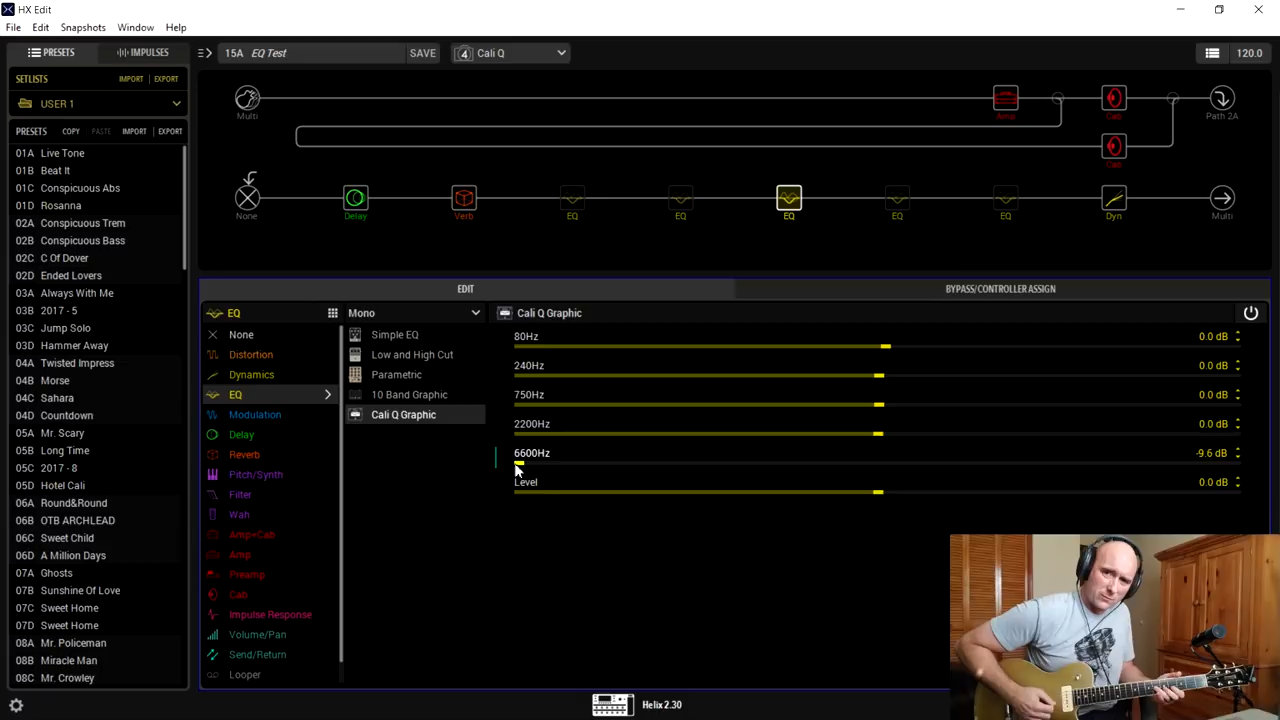 HX Edit
File Edit Snapshots Window Help
PRESETS IMPULSES
15A EQ Test SAVE 4 Cali Q 120.0
SETLISTS IMPORT EXPORT
USER 1
PRESETS COPY PASTE IMPORT EXPORT
01A Live Tone
01B Beat It
01C Conspicuous Abs
01D Rosanna
02A Conspicuous Trem
02B Conspicuous Bass
02C C Of Dover
02D Ended Lovers
03A Always With Me
03B 2017 - 5
03C Jump Solo
03D Hammer Away
04A Twisted Impress
04B Morse
04C Sahara
04D Countdown
05A Mr. Scary
05B Long Time
05C 2017 - 8
05D Hotel Cali
06A Round&Round
06B OTB ARCHLEAD
06C Sweet Child
06D A Million Days
07A Ghosts
07B Sunshine Of Love
07C Sweet Home
07D Sweet Home
08A Mr. Policeman
08B Miracle Man
08C Mr. Crowley
Multi Amp Cab Path 2A
Cab
None Delay Verb EQ EQ EQ EQ EQ Dyn Multi
EDIT BYPASS/CONTROLLER ASSIGN
EQ
None
Distortion
Dynamics
EQ
Modulation
Delay
Reverb
Pitch/Synth
Filter
Wah
Amp+Cab
Amp
Preamp
Cab
Impulse Response
Volume/Pan
Send/Return
Looper
Mono
Simple EQ
Low and High Cut
Parametric
10 Band Graphic
Cali Q Graphic
Cali Q Graphic
80Hz 0.0 dB
240Hz 0.0 dB
750Hz 0.0 dB
2200Hz 0.0 dB
6600Hz -9.6 dB
Level 0.0 dB
Helix 2.30